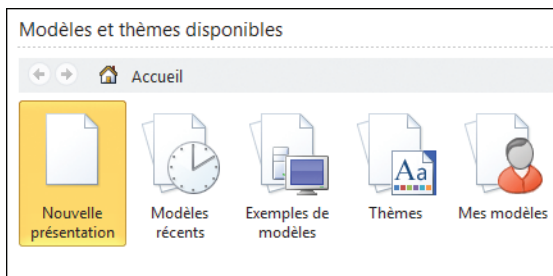 Modèles et thèmes disponibles
Accueil
Nouvelle présentation
Modèles récents
Exemples de modèles
Aa
Thèmes
Mes modèles